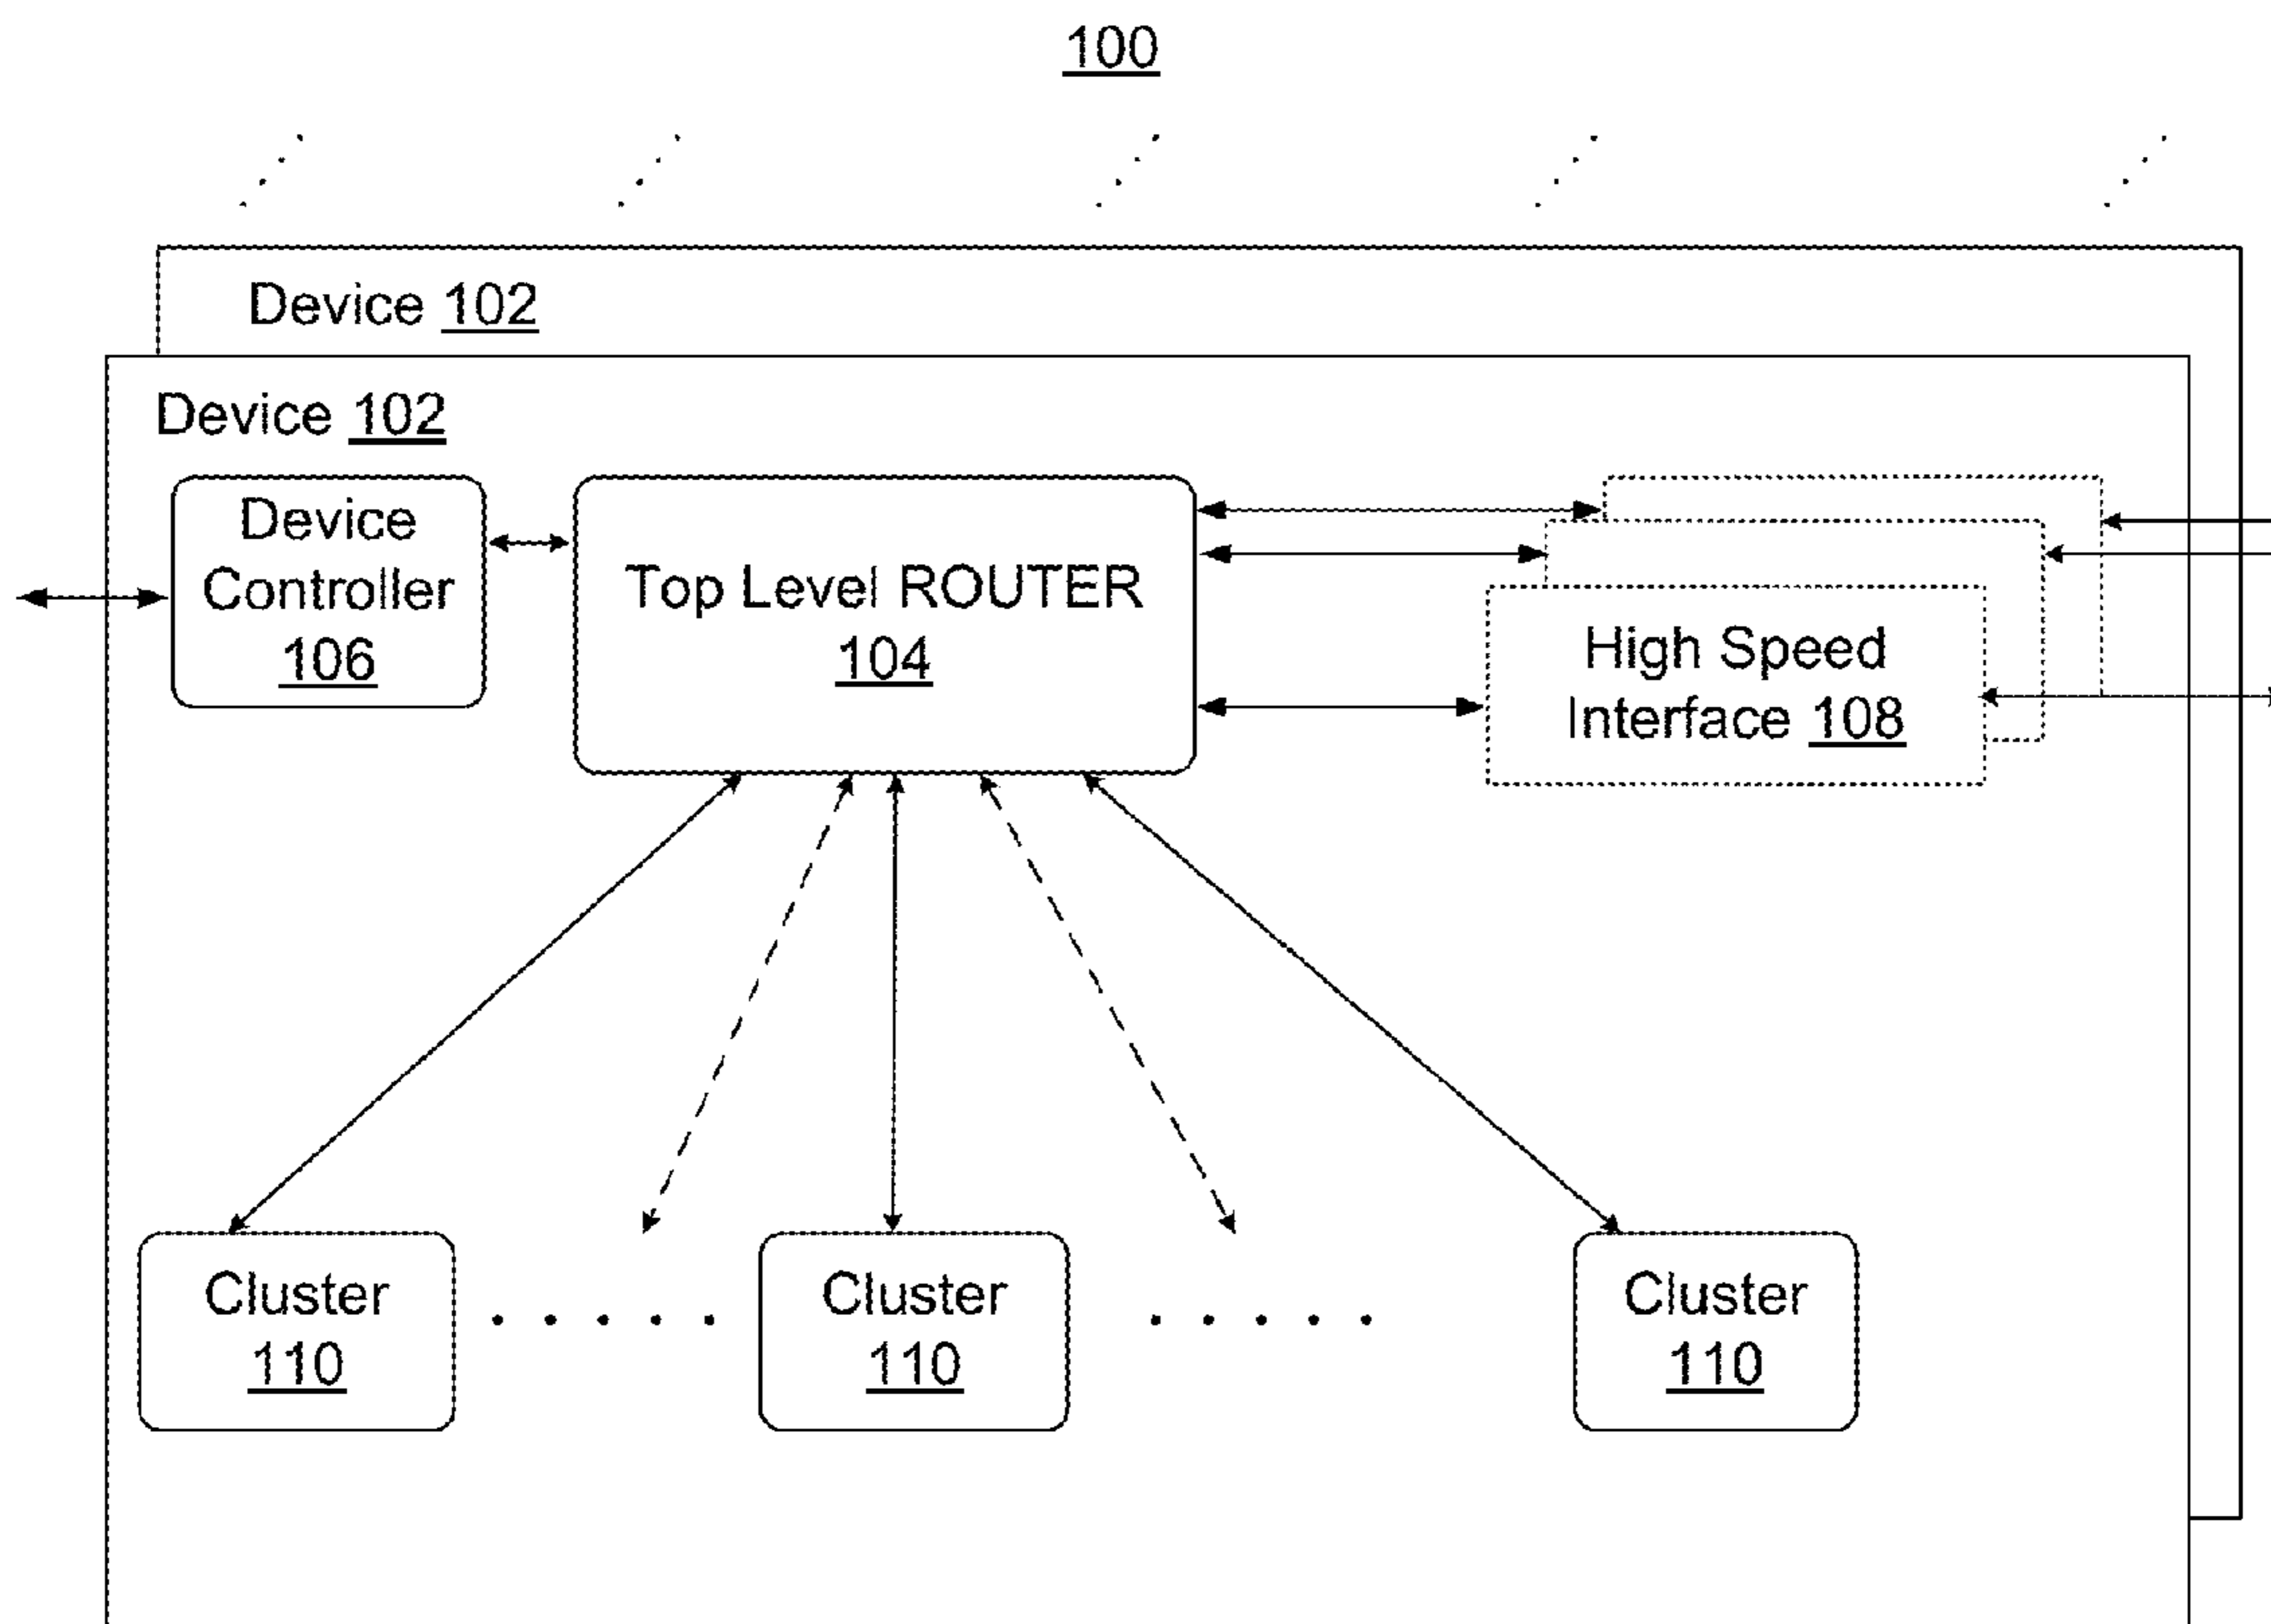 100
Device 102
Device 102
Device
Controller
106
Top Level ROUTER
104
High Speed
Interface 108
Cluster
110
Cluster
110
Cluster
110